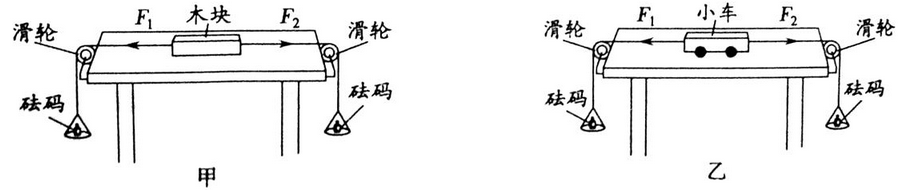 F₁ 木块 F₂
滑轮 滑轮
砝码 砝码
甲
F₁ 小车 F₂
滑轮 滑轮
砝码 砝码
乙